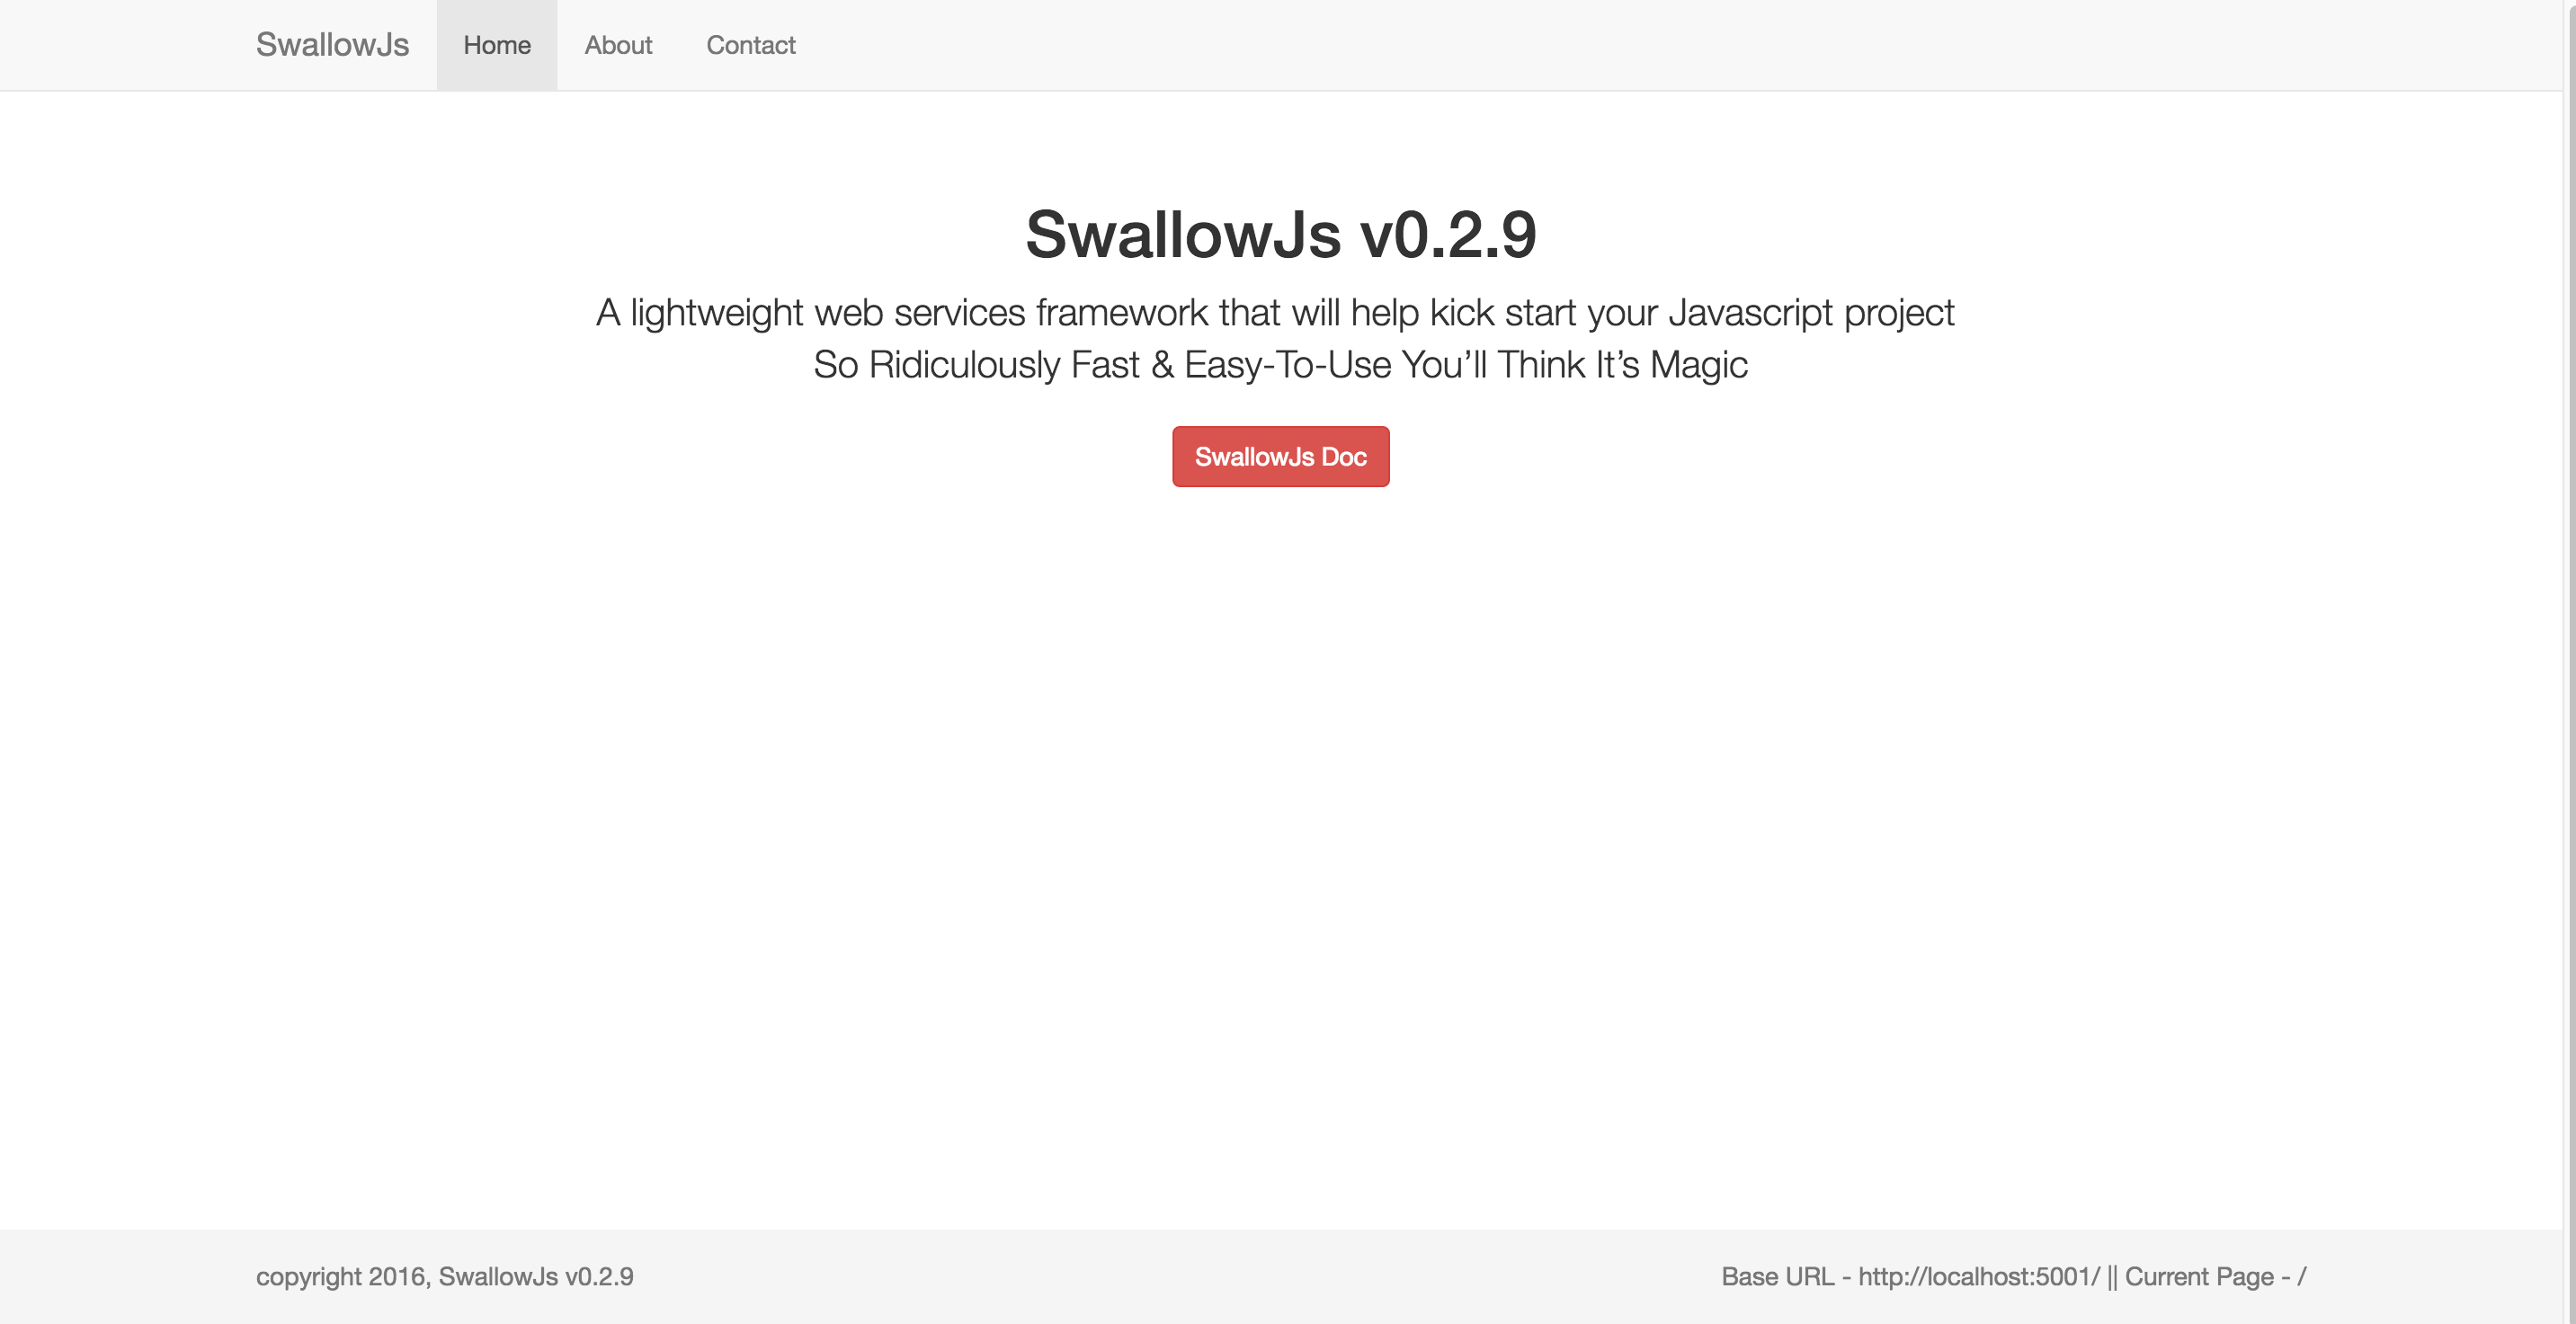 SwallowJs Home About Contact
SwallowJs v0.2.9
A lightweight web services framework that will help kick start your Javascript project
So Ridiculously Fast & Easy-To-Use You’ll Think It’s Magic
SwallowJs Doc
copyright 2016, SwallowJs v0.2.9 Base URL - http://localhost:5001/ || Current Page - /